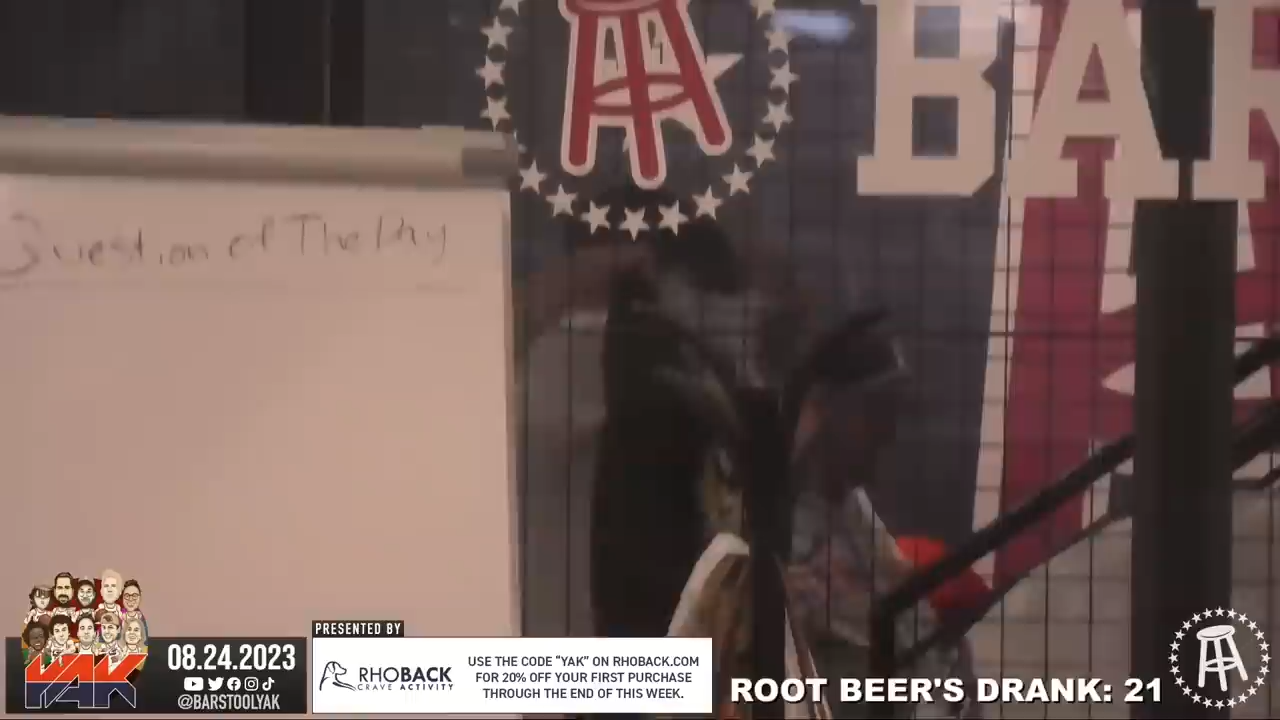 BAR
Question of The Day
PRESENTED BY
YAK
08.24.2023
@BARSTOOLYAK
RHOBACK
CRAVE ACTIVITY
USE THE CODE “YAK” ON RHOBACK.COM
FOR 20% OFF YOUR FIRST PURCHASE
THROUGH THE END OF THIS WEEK.
ROOT BEER'S DRANK: 21